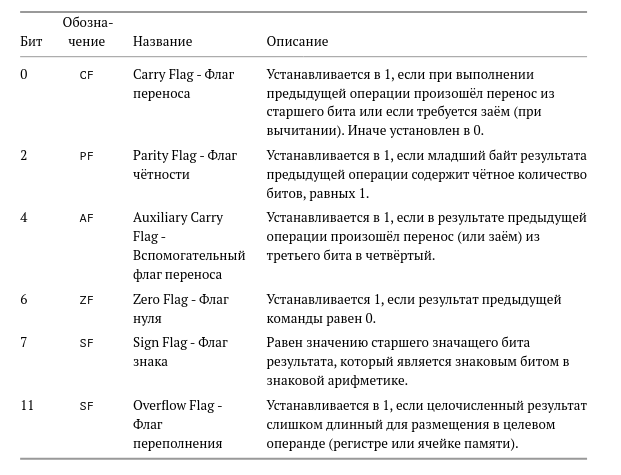 Обозна-
Бит чение Название Описание
0 CF Carry Flag - Флаг Устанавливается в 1, если при выполнении
переноса предыдущей операции произошёл перенос из
старшего бита или если требуется заём (при
вычитании). Иначе установлен в 0.
2 PF Parity Flag - Флаг Устанавливается в 1, если младший байт результата
чётности предыдущей операции содержит чётное количество
битов, равных 1.
4 AF Auxiliary Carry Устанавливается в 1, если в результате предыдущей
Flag - операции произошёл перенос (или заём) из
Вспомогательный третьего бита в четвёртый.
флаг переноса
6 ZF Zero Flag - Флаг Устанавливается 1, если результат предыдущей
нуля команды равен 0.
7 SF Sign Flag - Флаг Равен значению старшего значащего бита
знака результата, который является знаковым битом в
знаковой арифметике.
11 SF Overflow Flag - Устанавливается в 1, если целочисленный результат
Флаг слишком длинный для размещения в целевом
переполнения операнде (регистре или ячейке памяти).